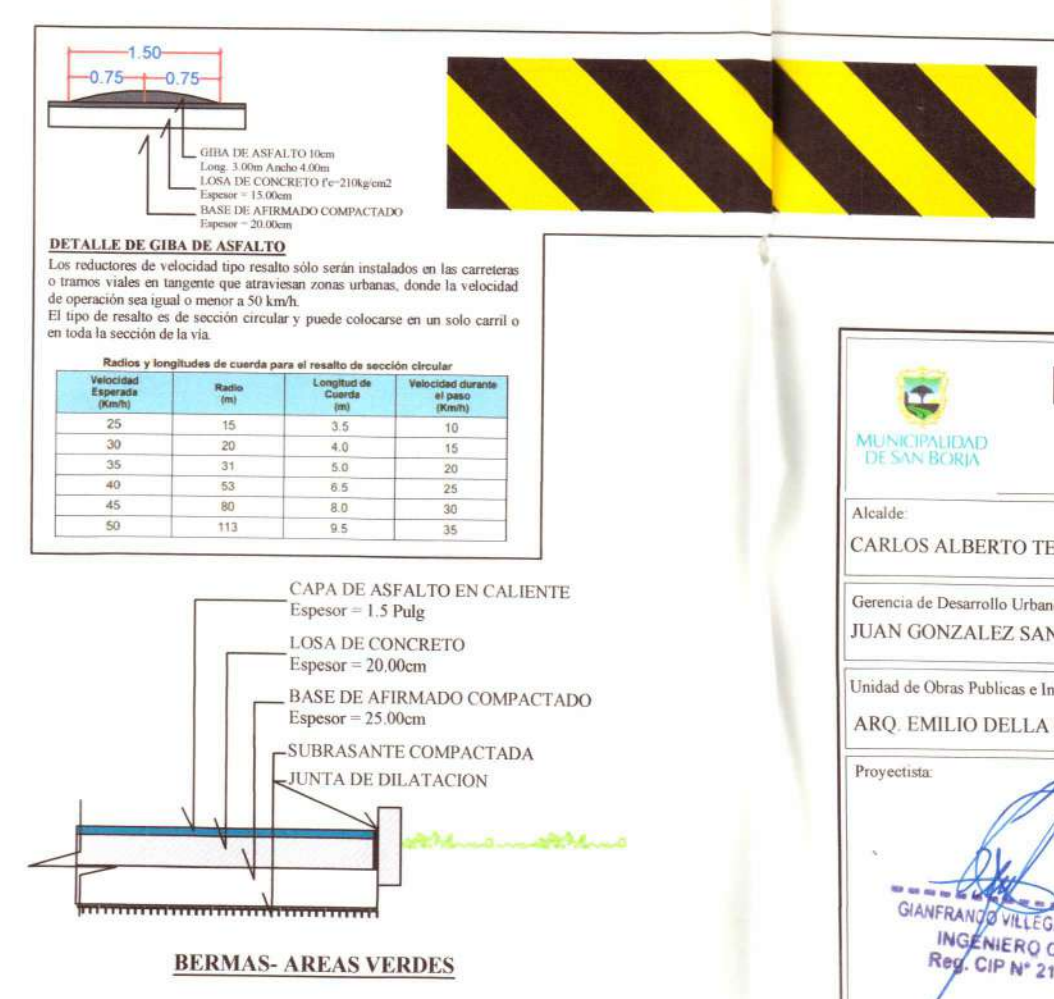 1.50
0.75 0.75
GIBA DE ASFALTO 10cm
Long. 3.00m Ancho 4.00m
LOSA DE CONCRETO f'c=210kg/cm2
Espesor = 15.00cm
BASE DE AFIRMADO COMPACTADO
Espesor = 20.00cm
DETALLE DE GIBA DE ASFALTO
Los reductores de velocidad tipo resalto sólo serán instalados en las carreteras
o tramos viales en tangente que atraviesan zonas urbanas, donde la velocidad
de operación sea igual o menor a 50 km/h.
El tipo de resalto es de sección circular y puede colocarse en un solo carril o
en toda la sección de la vía.
Radios y longitudes de cuerda para el resalto de sección circular
Velocidad Esperada (Km/h) Radio (m) Longitud de Cuerda (m) Velocidad durante el paso (Km/h)
25 15 3.5 10
30 20 4.0 15
35 31 5.0 20
40 53 6.5 25
45 80 8.0 30
50 113 9.5 35
CAPA DE ASFALTO EN CALIENTE
Espesor = 1.5 Pulg
LOSA DE CONCRETO
Espesor = 20.00cm
BASE DE AFIRMADO COMPACTADO
Espesor = 25.00cm
SUBRASANTE COMPACTADA
JUNTA DE DILATACION
BERMAS- AREAS VERDES
MUNICIPALIDAD
DE SAN BORJA
Alcalde:
CARLOS ALBERTO TE
Gerencia de Desarrollo Urban
JUAN GONZALEZ SAN
Unidad de Obras Publicas e In
ARQ. EMILIO DELLA
Proyectista:
GIANFRANCO VILLEG
INGENIERO C
Reg. CIP N° 21